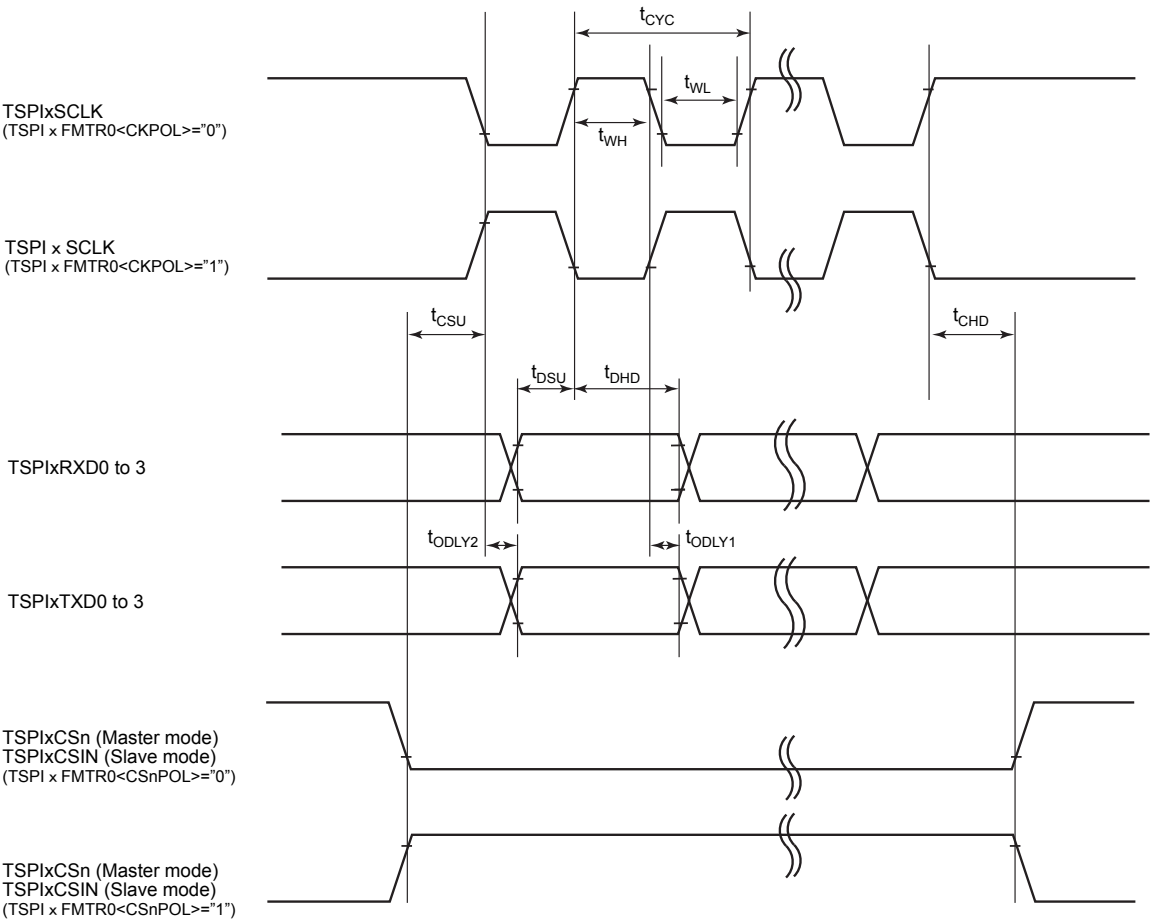 tCYC
TSPIxSCLK
(TSPI x FMTR0<CKPOL>="0")
tWL
tWH
TSPI x SCLK
(TSPI x FMTR0<CKPOL>="1")
tCSU
tCHD
tDSU
tDHD
TSPIxRXD0 to 3
tODLY2
tODLY1
TSPIxTXD0 to 3
TSPIxCSn (Master mode)
TSPIxCSIN (Slave mode)
(TSPI x FMTR0<CSnPOL>="0")
TSPIxCSn (Master mode)
TSPIxCSIN (Slave mode)
(TSPI x FMTR0<CSnPOL>="1")